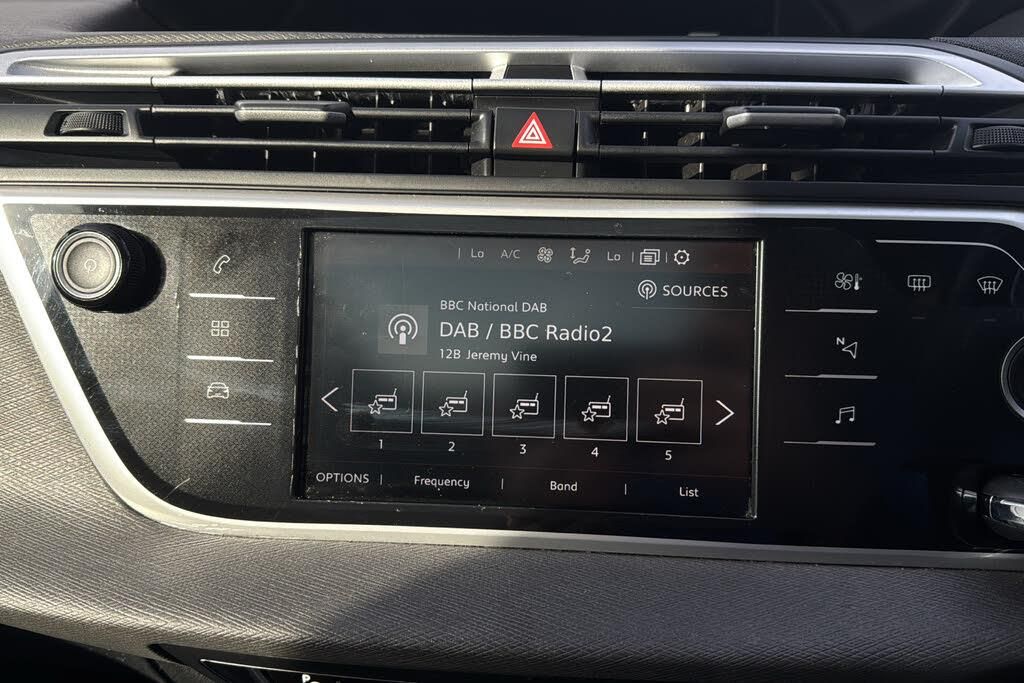 Lo A/C Lo
SOURCES
BBC National DAB
DAB / BBC Radio2
12B Jeremy Vine
N
1 2 3 4 5
OPTIONS Frequency Band List
P